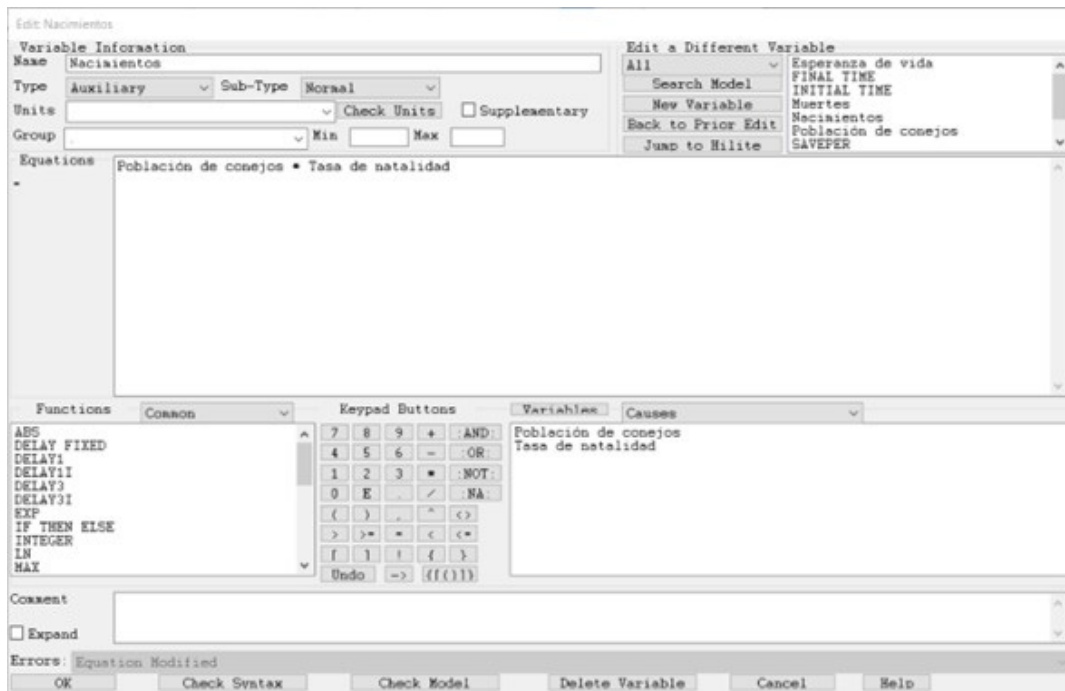 Edit: Nacimientos
Variable Information
Edit a Different Variable
Name Nacimientos
All
Esperanza de vida
FINAL TIME
INITIAL TIME
Muertes
Nacimientos
Población de conejos
SAVEPER
Type Auxiliary Sub-Type Normal
Search Model
Units Check Units Supplementary
New Variable
Back to Prior Edit
Group Min Max
Jump to Hilite
Equations
=
Población de conejos * Tasa de natalidad
Functions Common
Keypad Buttons
Variables Causes
ABS
DELAY FIXED
DELAY1
DELAY1I
DELAY3
DELAY3I
EXP
IF THEN ELSE
INTEGER
LN
MAX
7 8 9 + :AND:
4 5 6 - :OR:
1 2 3 * :NOT:
0 E . / :NA:
( ) , ^ <>
> >= = < <=
[ ] ! { }
Undo -> {[()]}
Población de conejos
Tasa de natalidad
Comment
Expand
Errors: Equation Modified
OK Check Syntax Check Model Delete Variable Cancel Help